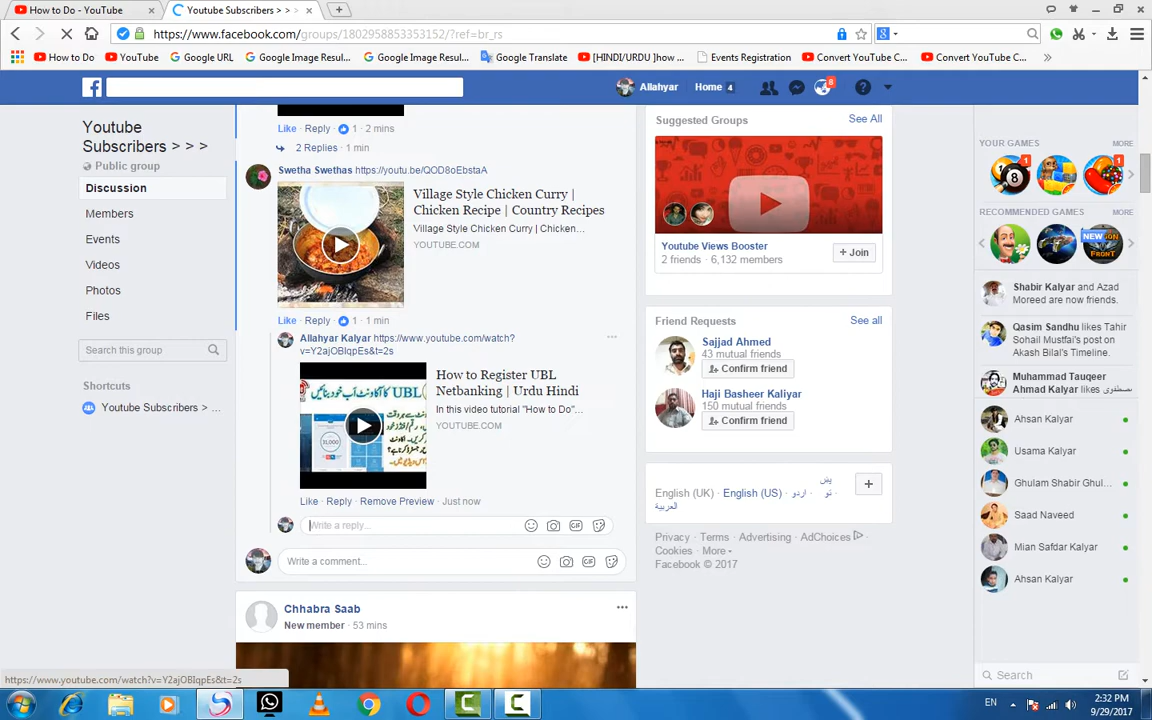 How to Do - YouTube
Youtube Subscribers > >
https://www.facebook.com/groups/1802958853353152/?ref=br_rs
How to Do
YouTube
Google URL
Google Image Resul...
Google Image Resul...
Google Translate
[HINDI/URDU ]how ...
Events Registration
Convert YouTube C...
Convert YouTube C...
Allahyar
Home 4
8
Youtube
Subscribers > > >
Public group
Discussion
Members
Events
Videos
Photos
Files
Search this group
Shortcuts
Youtube Subscribers > ...
Like · Reply · 1 · 2 mins
2 Replies · 1 min
Swetha Swethas https://youtu.be/QOD8oEbstaA
Village Style Chicken Curry |
Chicken Recipe | Country Recipes
Village Style Chicken Curry | Chicken...
YOUTUBE.COM
Like · Reply · 1 · 1 min
Allahyar Kalyar https://www.youtube.com/watch?
v=Y2ajOBlqpEs&t=2s
How to Register UBL
Netbanking | Urdu Hindi
In this video tutorial "How to Do"...
YOUTUBE.COM
Like · Reply · Remove Preview · Just now
Write a reply...
Write a comment...
Chhabra Saab
New member · 53 mins
Suggested Groups
See All
Youtube Views Booster
2 friends · 6,132 members
+ Join
Friend Requests
See all
Sajjad Ahmed
43 mutual friends
Confirm friend
Haji Basheer Kaliyar
150 mutual friends
Confirm friend
English (UK) · English (US) · اردو ·
العربية
Privacy · Terms · Advertising · AdChoices
Cookies · More
Facebook © 2017
YOUR GAMES
MORE
RECOMMENDED GAMES
MORE
Shabir Kalyar and Azad
Moreed are now friends.
Qasim Sandhu likes Tahir
Sohail Mustfai's post on
Akash Bilal's Timeline.
Muhammad Tauqeer
Ahmad Kalyar likes
Ahsan Kalyar
Usama Kalyar
Ghulam Shabir Ghul...
Saad Naveed
Mian Safdar Kalyar
Ahsan Kalyar
Search
https://www.youtube.com/watch?v=Y2ajOBlqpEs&t=2s
EN
2:32 PM
9/29/2017